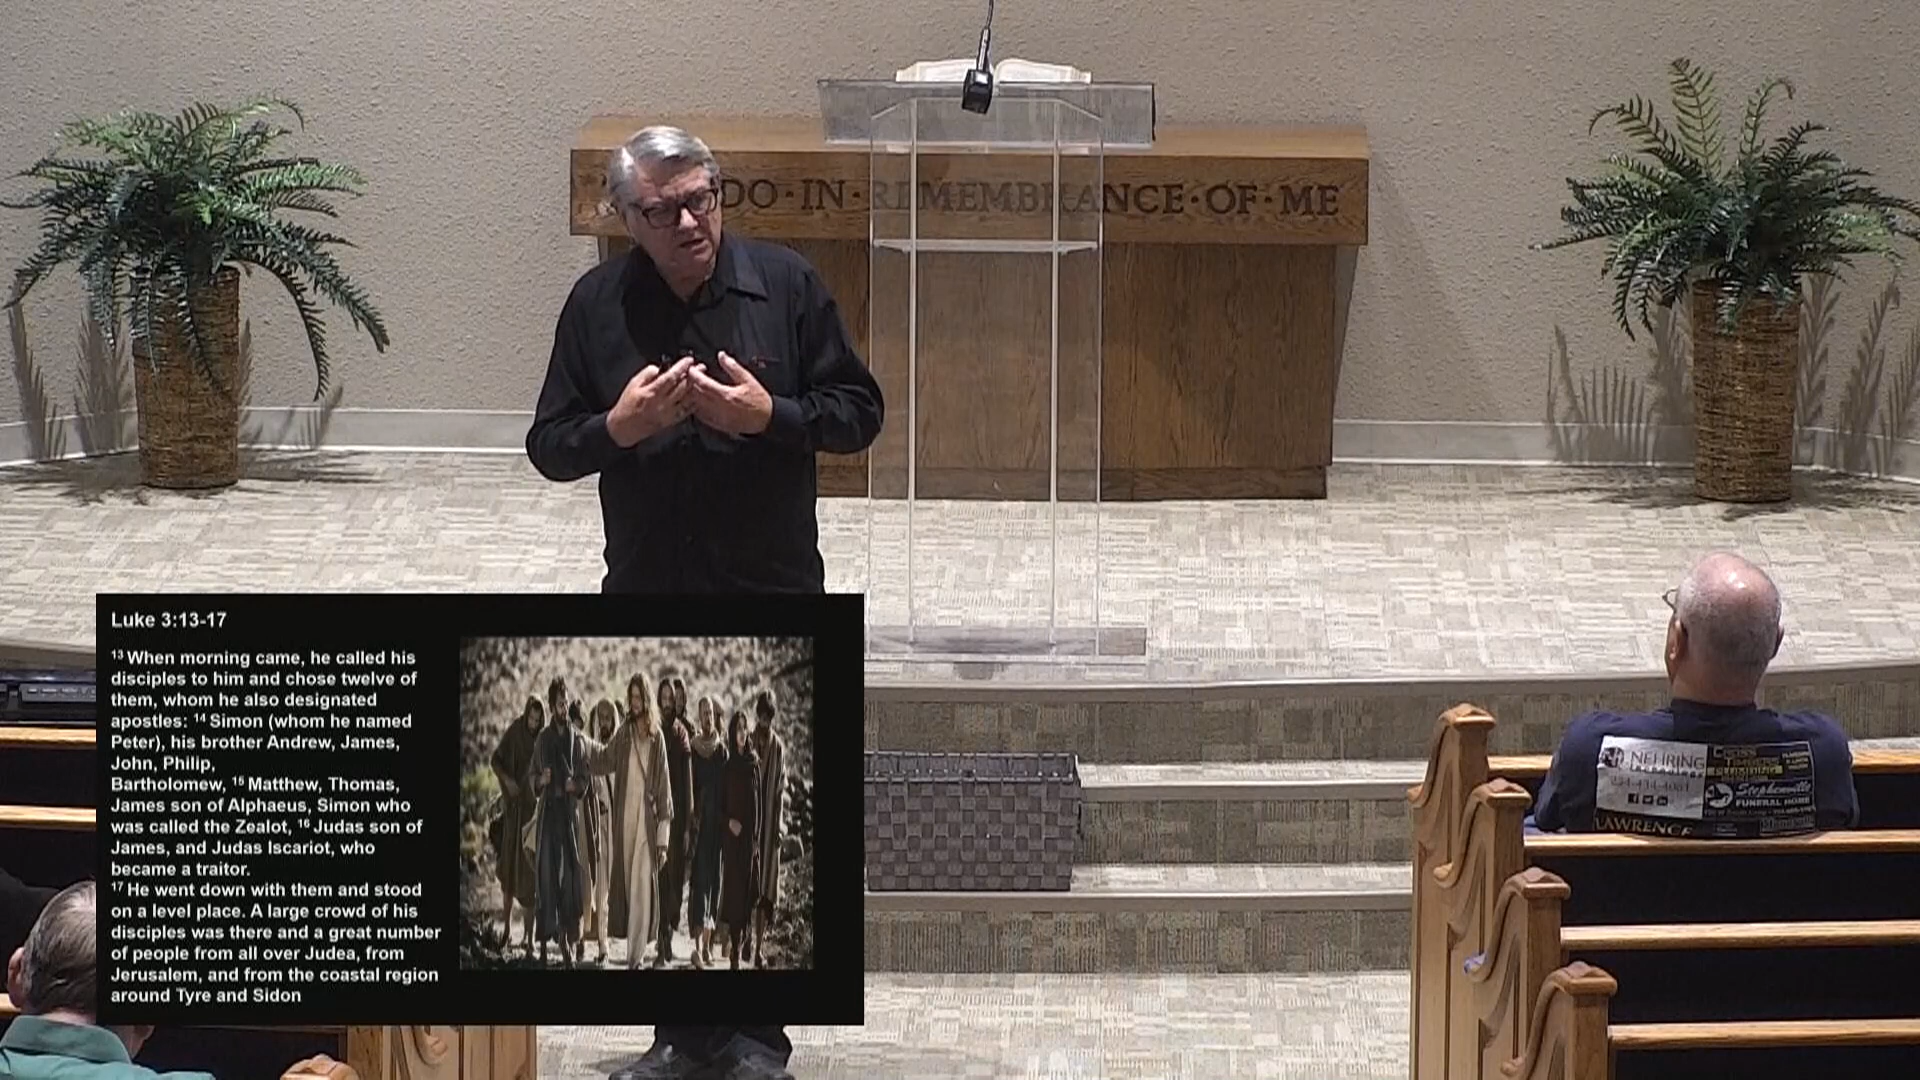 DO·IN·REMEMBRANCE·OF·ME
Luke 3:13-17
13 When morning came, he called his
disciples to him and chose twelve of
them, whom he also designated
apostles: 14 Simon (whom he named
Peter), his brother Andrew, James,
John, Philip,
Bartholomew, 15 Matthew, Thomas,
James son of Alphaeus, Simon who
was called the Zealot, 16 Judas son of
James, and Judas Iscariot, who
became a traitor.
17 He went down with them and stood
on a level place. A large crowd of his
disciples was there and a great number
of people from all over Judea, from
Jerusalem, and from the coastal region
around Tyre and Sidon
NEHRING
CROSS
TIMBERS
PLUMBING
Stephenville
FUNERAL HOME
LAWRENCE